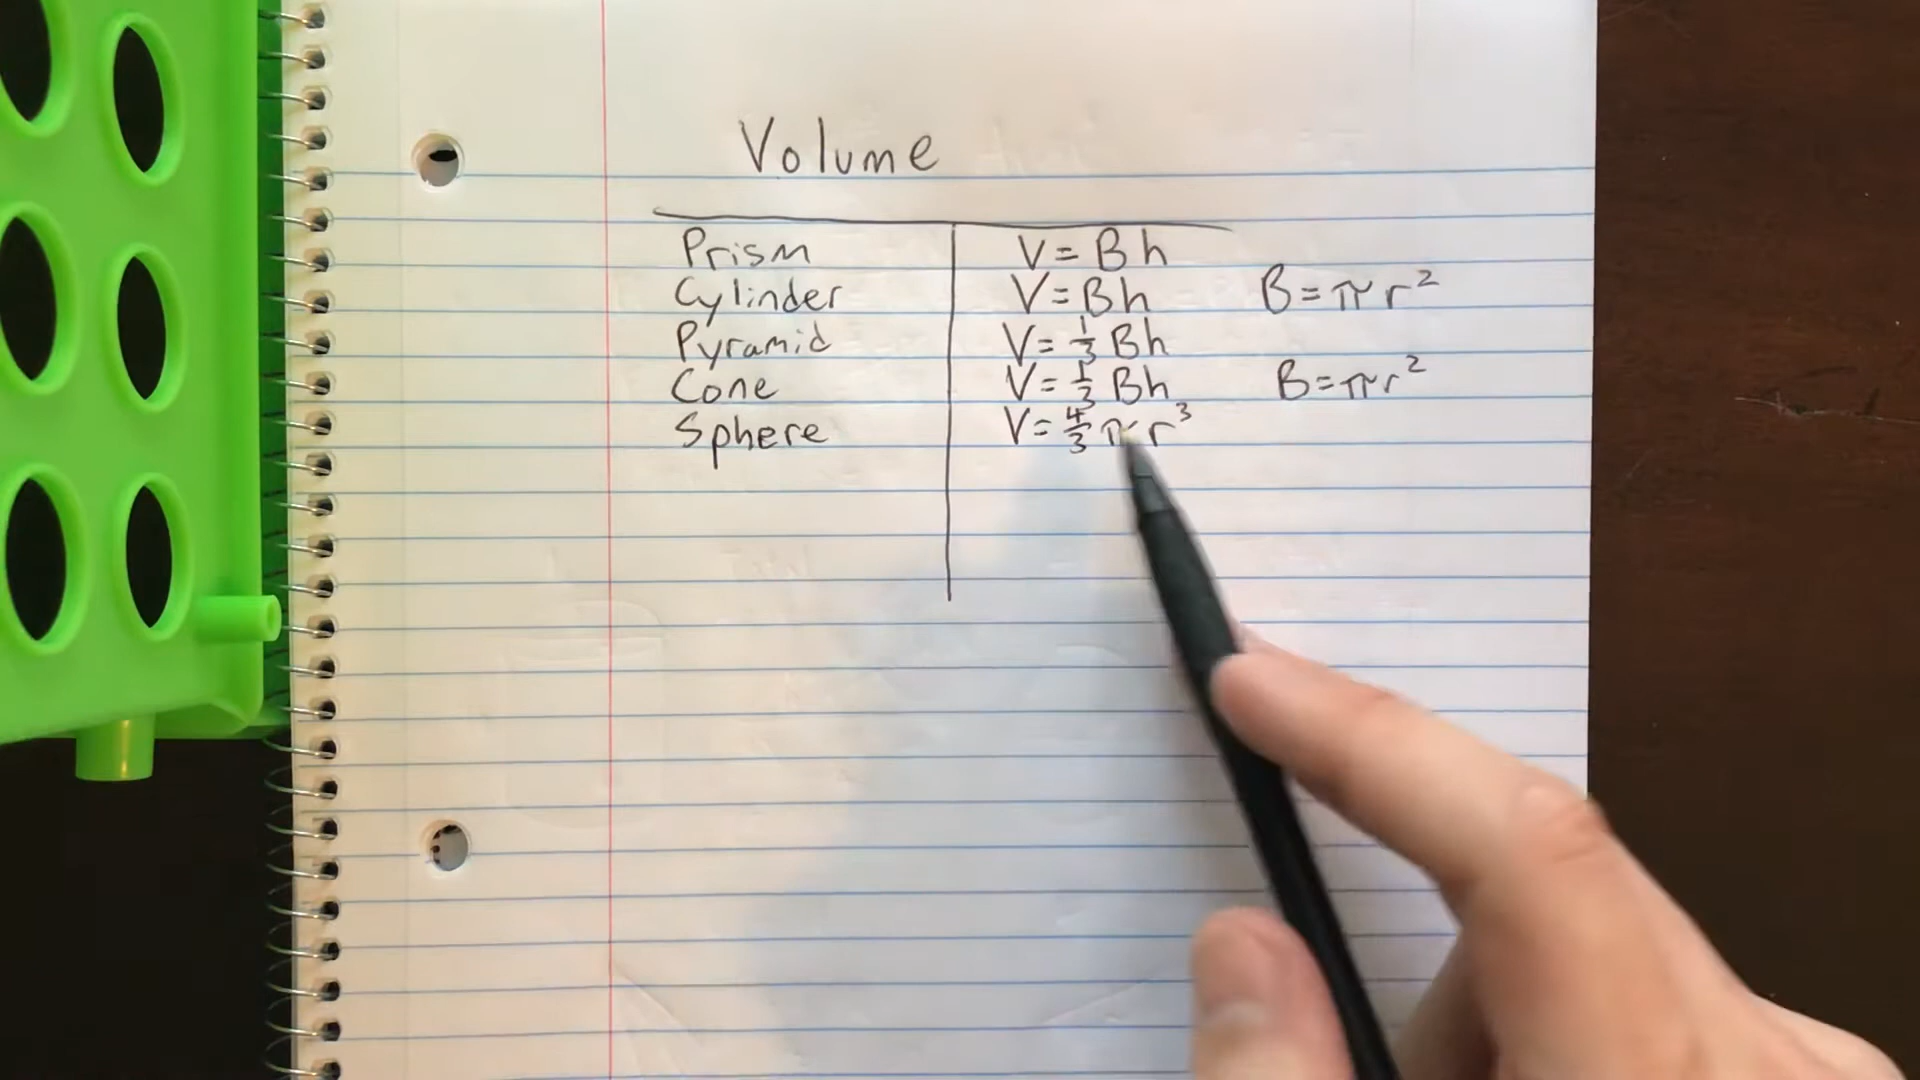 Volume
Prism V = Bh
Cylinder V = Bh B = πr²
Pyramid V = 1/3 Bh
Cone V = 1/3 Bh B = πr²
Sphere V = 4/3 πr³